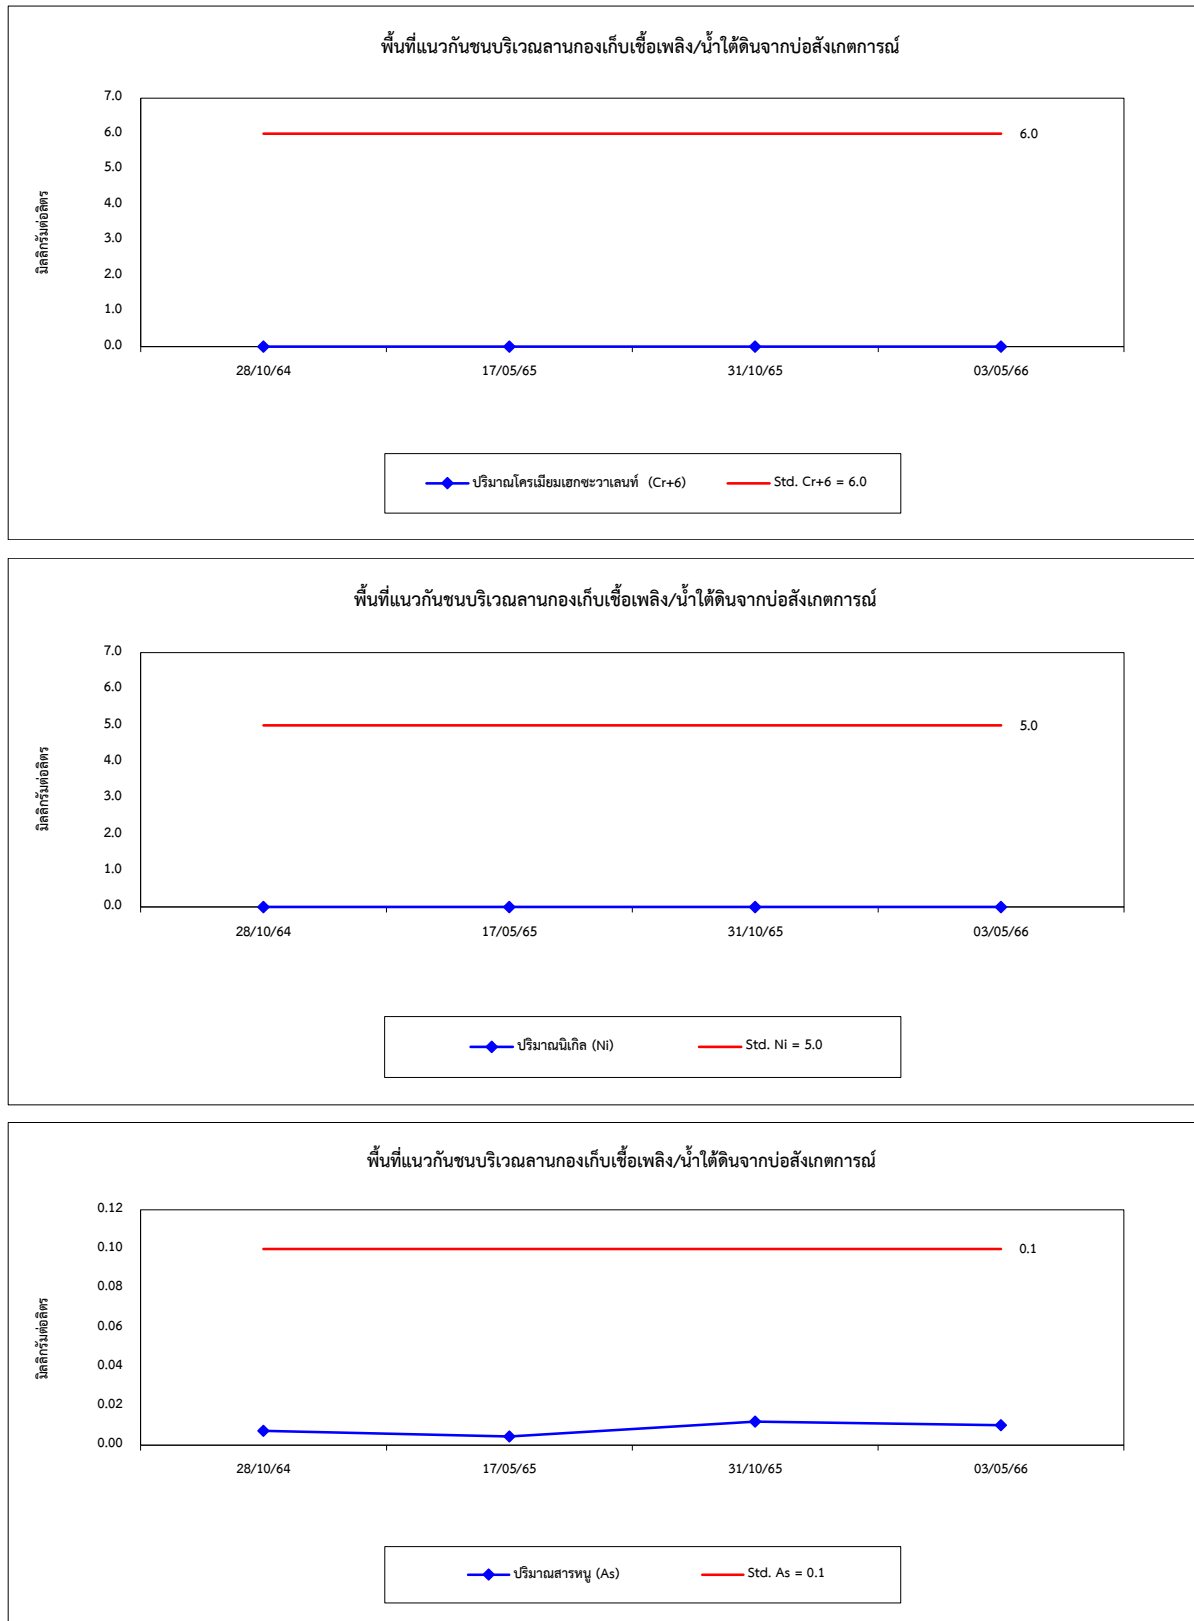 พื้นที่แนวกันชนบริเวณลานกองเก็บเชื้อเพลิง/น้ำใต้ดินจากบ่อสังเกตการณ์
7.0
6.0
5.0
4.0
3.0
2.0
1.0
0.0
มิลลิกรัมต่อลิตร
6.0
28/10/64 17/05/65 31/10/65 03/05/66
ปริมาณโครเมียมเฮกซะวาเลนท์ (Cr+6) Std. Cr+6 = 6.0
พื้นที่แนวกันชนบริเวณลานกองเก็บเชื้อเพลิง/น้ำใต้ดินจากบ่อสังเกตการณ์
7.0
6.0
5.0
4.0
3.0
2.0
1.0
0.0
มิลลิกรัมต่อลิตร
5.0
28/10/64 17/05/65 31/10/65 03/05/66
ปริมาณนิเกิล (Ni) Std. Ni = 5.0
พื้นที่แนวกันชนบริเวณลานกองเก็บเชื้อเพลิง/น้ำใต้ดินจากบ่อสังเกตการณ์
0.12
0.10
0.08
0.06
0.04
0.02
0.00
มิลลิกรัมต่อลิตร
0.1
28/10/64 17/05/65 31/10/65 03/05/66
ปริมาณสารหนู (As) Std. As = 0.1